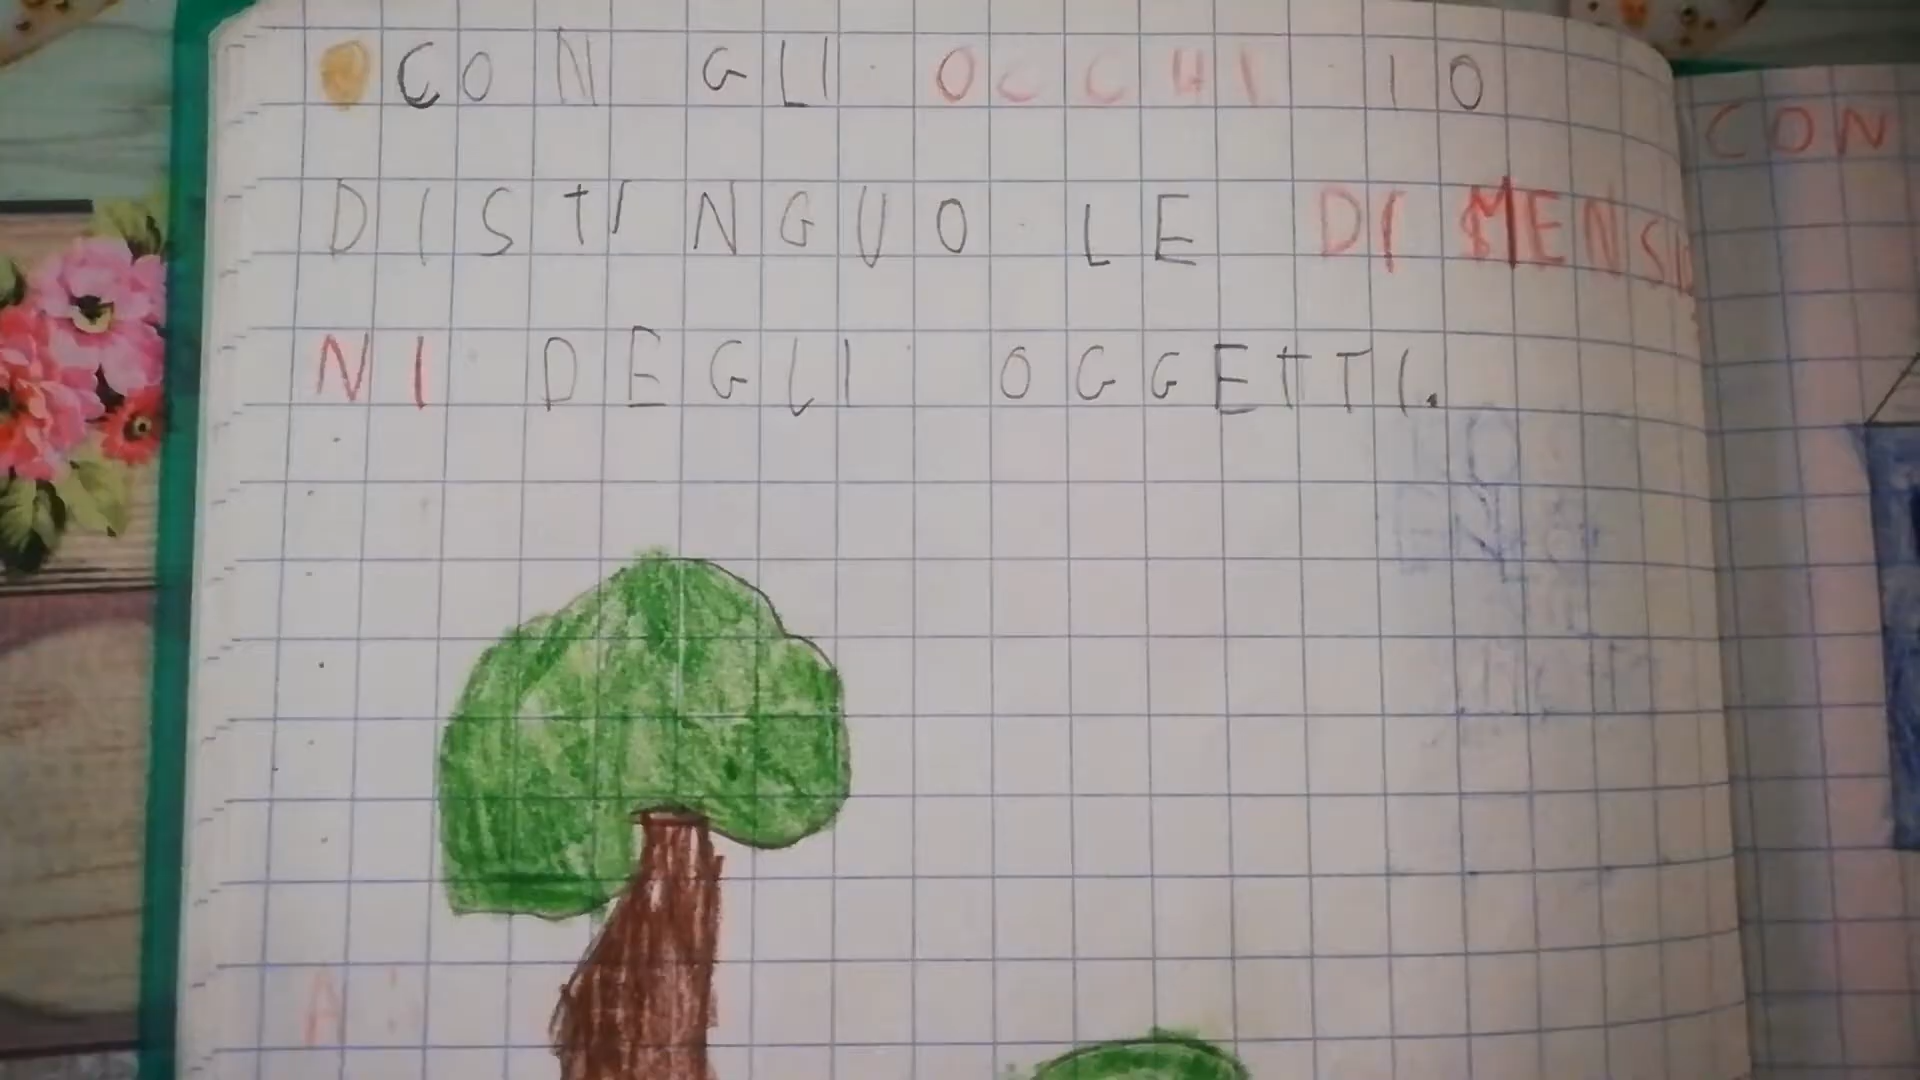 CON GLI OCCHI IO
DISTINGUO LE DIMENSIO
NI DEGLI OGGETTI.
CON